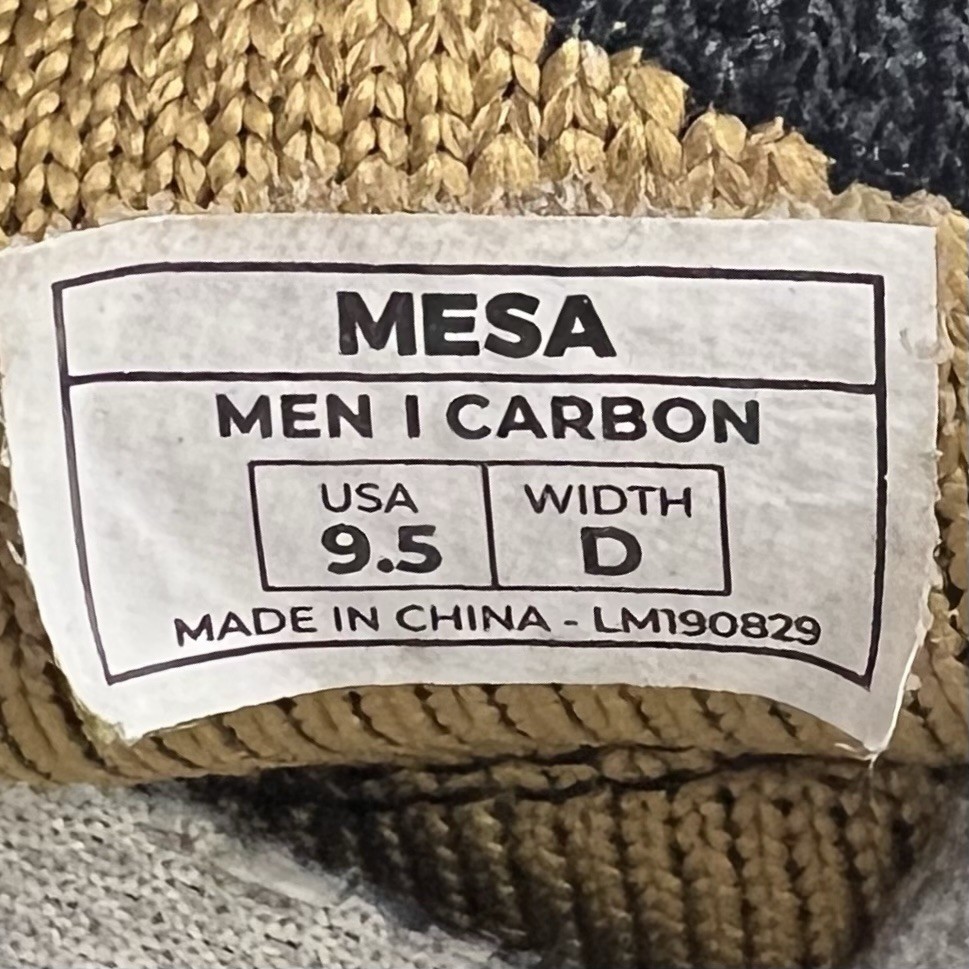 MESA
MEN | CARBON
USA WIDTH
9.5 D
MADE IN CHINA - LM190829